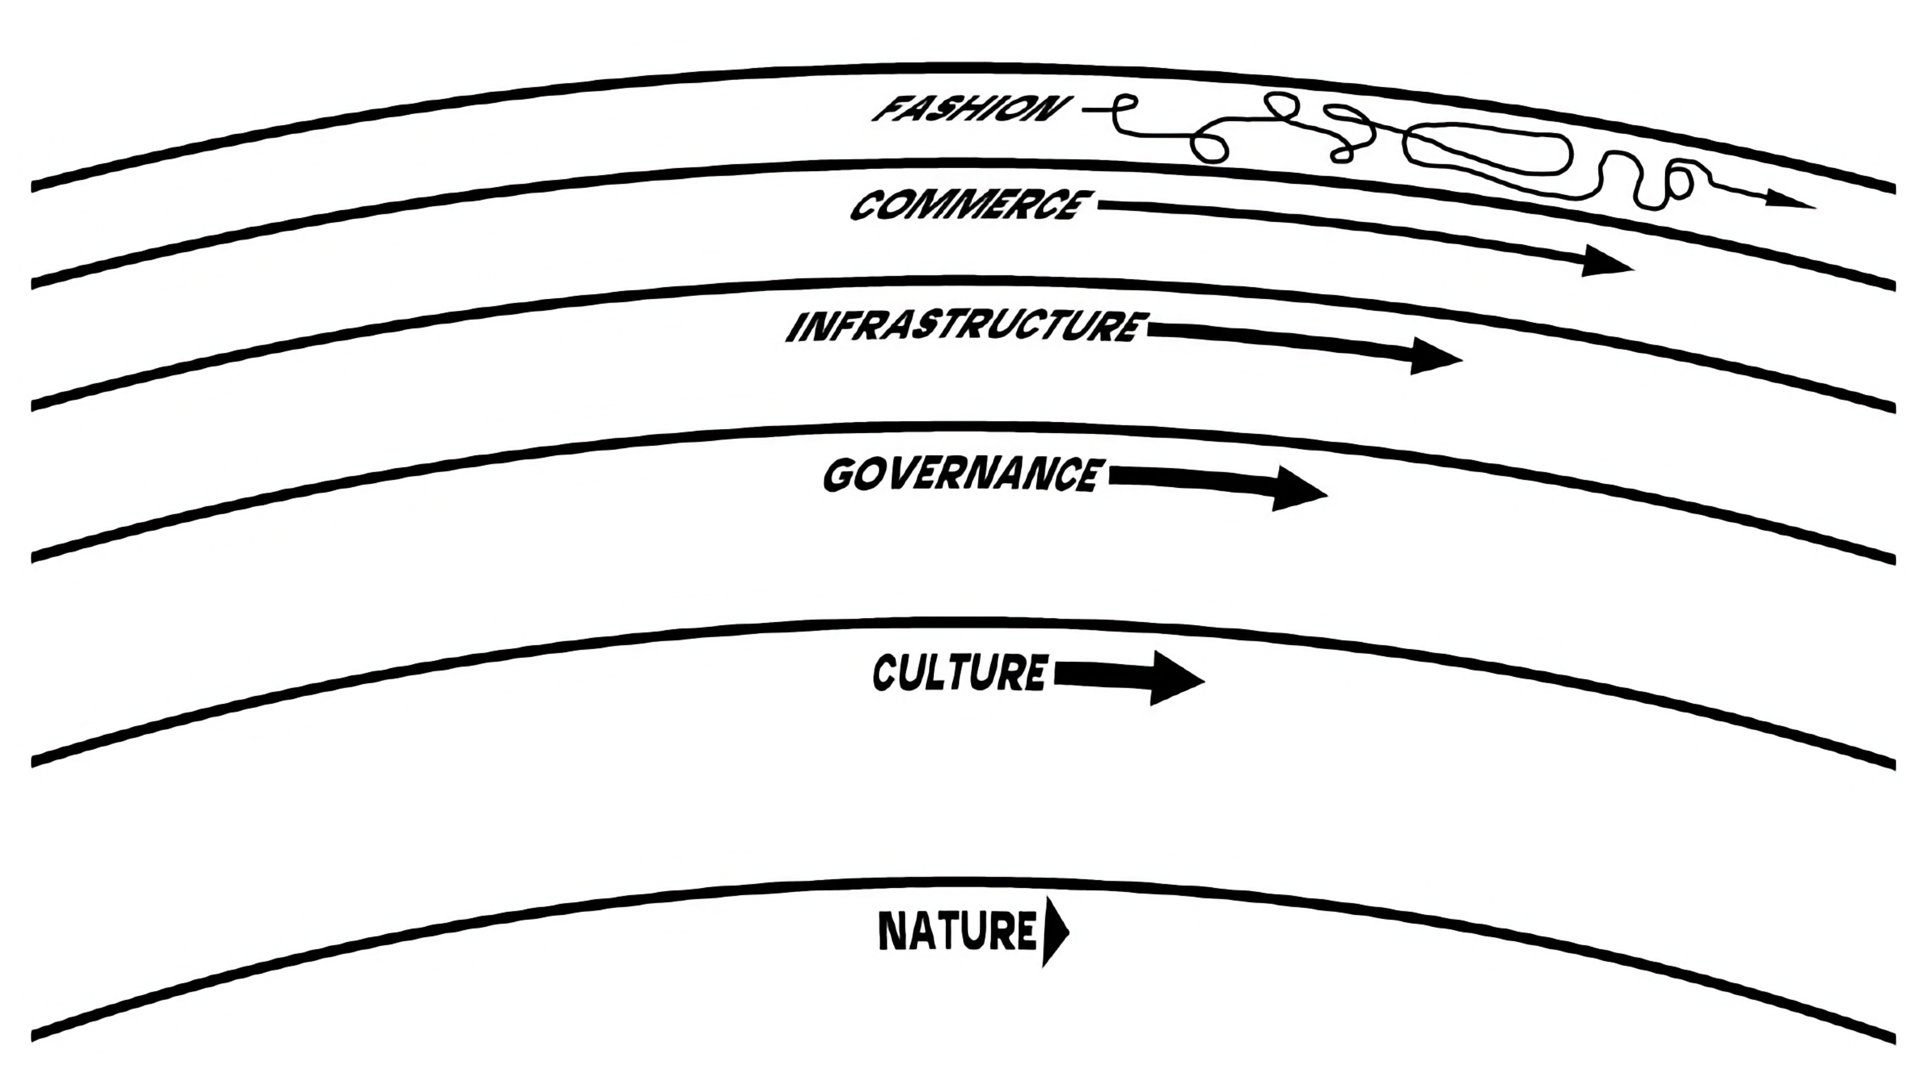 FASHION
COMMERCE
INFRASTRUCTURE
GOVERNANCE
CULTURE
NATURE